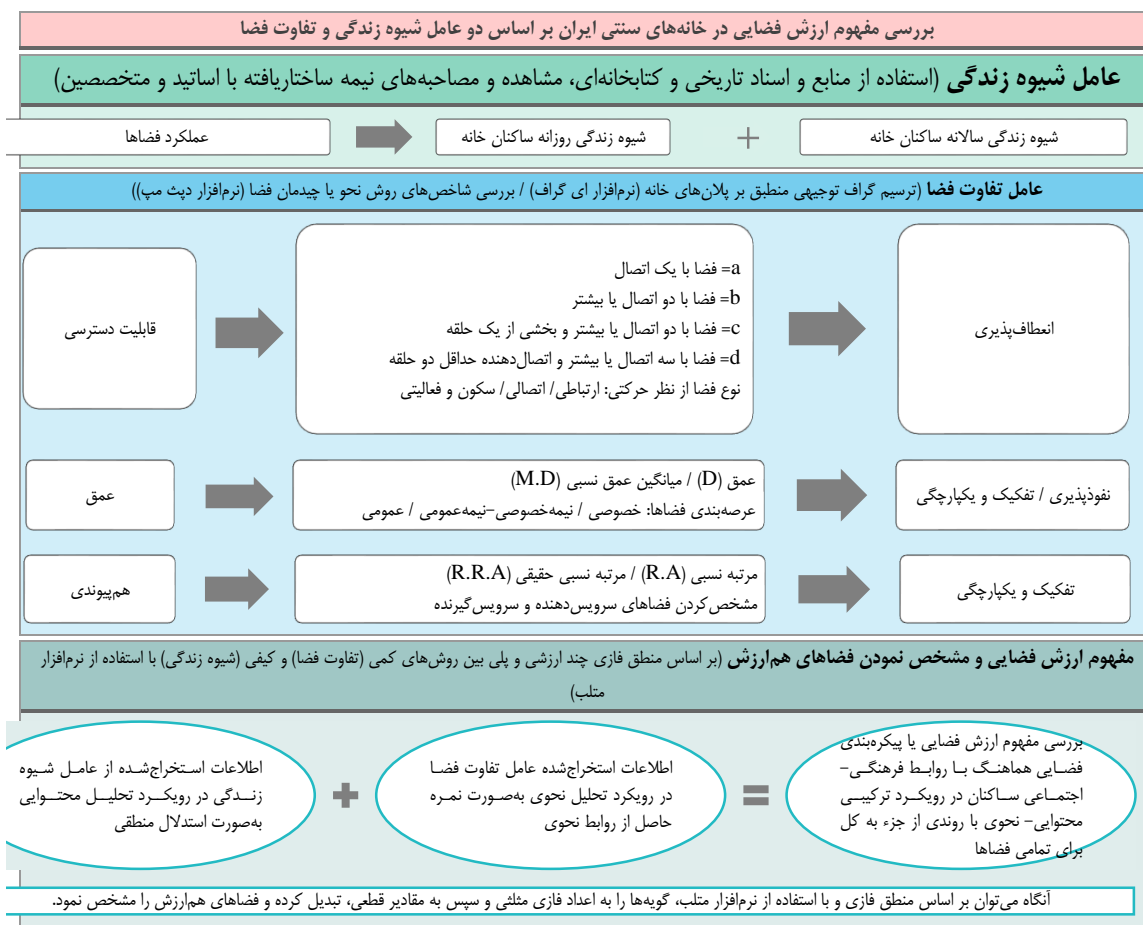 بررسی مفهوم ارزش فضایی در خانه‌های سنتی ایران بر اساس دو عامل شیوه زندگی و تفاوت فضا
عامل شیوه زندگی (استفاده از منابع و اسناد تاریخی و کتابخانه‌ای، مشاهده و مصاحبه‌های نیمه ساختاریافته با اساتید و متخصصین)
شیوه زندگی سالانه ساکنان خانه + شیوه زندگی روزانه ساکنان خانه عملکرد فضاها
عامل تفاوت فضا (ترسیم گراف توجیهی منطبق بر پلان‌های خانه (نرم‌افزار ای گراف) / بررسی شاخص‌های روش نحو یا چیدمان فضا (نرم‌افزار دپث مپ))
انعطاف‌پذیری
a= فضا با یک اتصال
b= فضا با دو اتصال یا بیشتر
c= فضا با دو اتصال یا بیشتر و بخشی از یک حلقه
d= فضا با سه اتصال یا بیشتر و اتصال‌دهنده حداقل دو حلقه
نوع فضا از نظر حرکتی: ارتباطی/ اتصالی/ سکون و فعالیتی
قابلیت دسترسی
نفوذپذیری / تفکیک و یکپارچگی
عمق (D) / میانگین عمق نسبی (M.D)
عرصه‌بندی فضاها: خصوصی / نیمه‌خصوصی-نیمه‌عمومی / عمومی
عمق
تفکیک و یکپارچگی
مرتبه نسبی (R.A) / مرتبه نسبی حقیقی (R.R.A)
مشخص‌کردن فضاهای سرویس‌دهنده و سرویس‌گیرنده
هم‌پیوندی
مفهوم ارزش فضایی و مشخص نمودن فضاهای هم‌ارزش (بر اساس منطق فازی چند ارزشی و پلی بین روش‌های کمی (تفاوت فضا) و کیفی (شیوه زندگی) با استفاده از نرم‌افزار
متلب)
بررسی مفهوم ارزش فضایی یا پیکره‌بندی
فضایی هماهنگ با روابط فرهنگی-
اجتماعی ساکنان در رویکرد ترکیبی
محتوایی- نحوی با روندی از جزء به کل
برای تمامی فضاها
=
اطلاعات استخراج‌شده عامل تفاوت فضا
در رویکرد تحلیل نحوی به‌صورت نمره
حاصل از روابط نحوی
+
اطلاعات استخراج‌شده از عامل شیوه
زندگی در رویکرد تحلیل محتوایی
به‌صورت استدلال منطقی
آنگاه می‌توان بر اساس منطق فازی و با استفاده از نرم‌افزار متلب، گویه‌ها را به اعداد فازی مثلثی و سپس به مقادیر قطعی، تبدیل کرده و فضاهای هم‌ارزش را مشخص نمود.